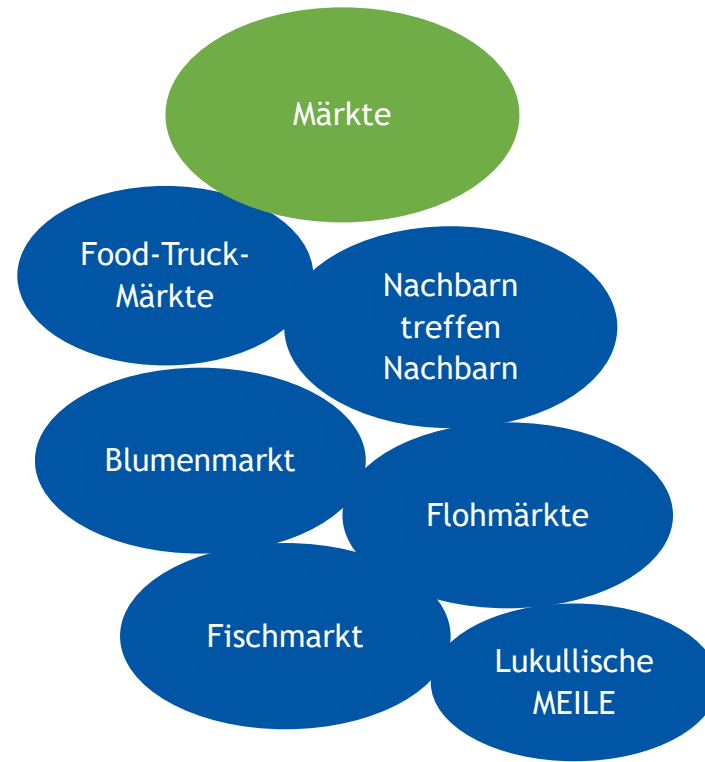 Märkte
Food-Truck-
Märkte
Nachbarn
treffen
Nachbarn
Blumenmarkt
Flohmärkte
Fischmarkt
Lukullische
MEILE